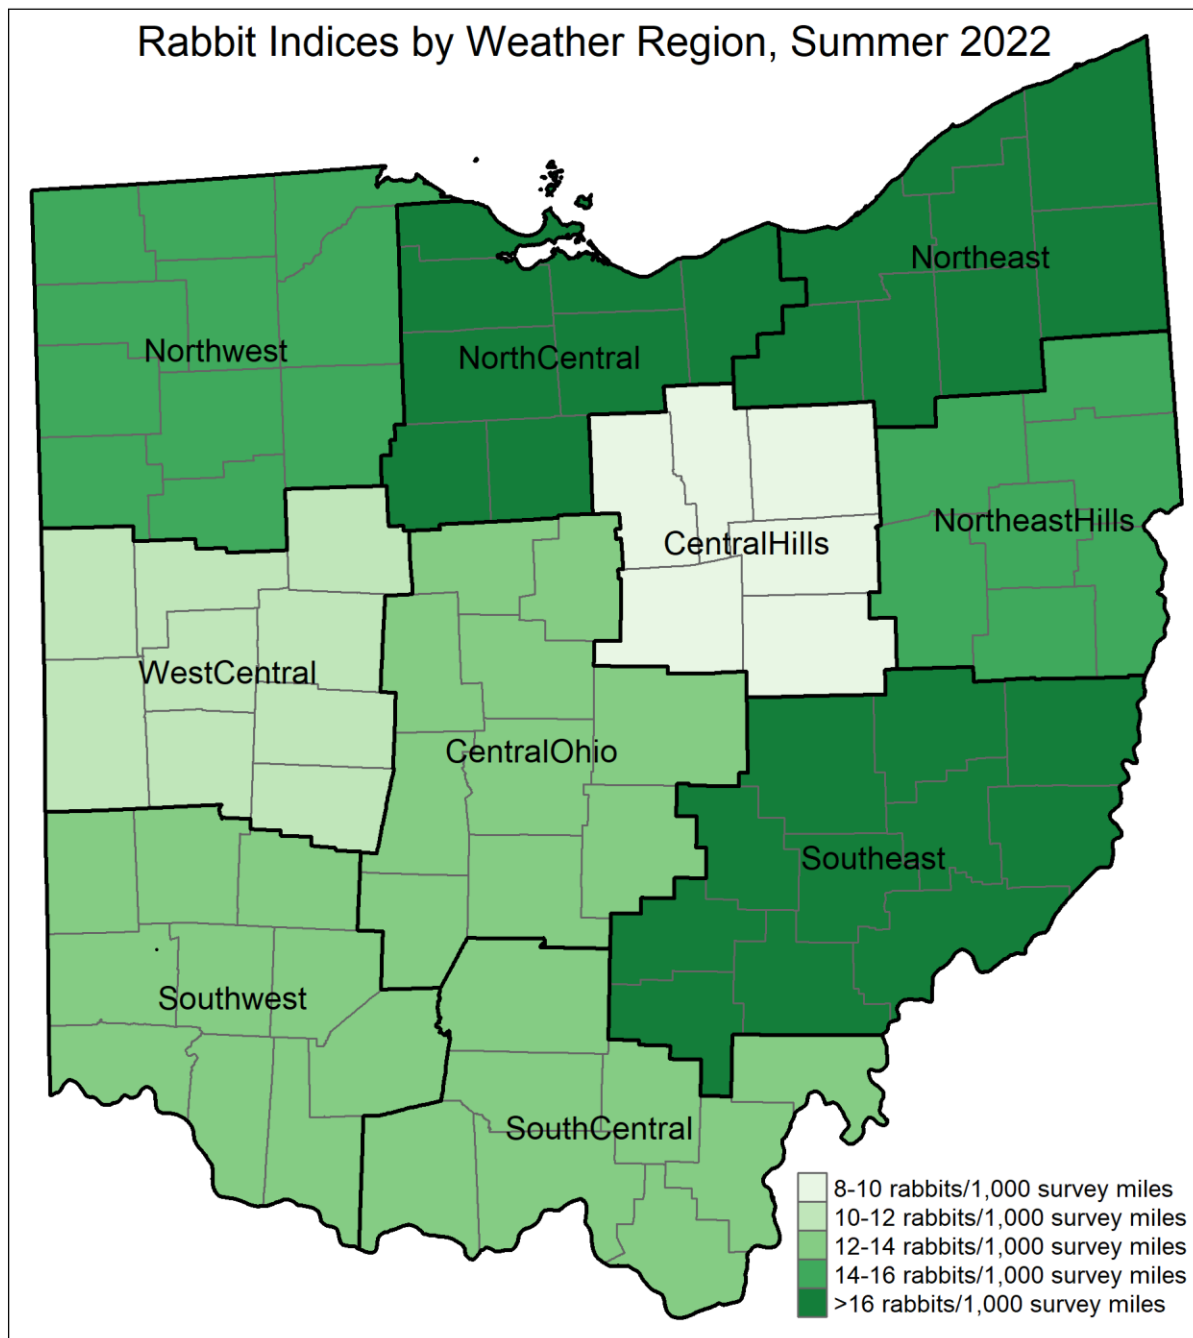 Rabbit Indices by Weather Region, Summer 2022
Northeast
Northwest
NorthCentral
NortheastHills
CentralHills
WestCentral
CentralOhio
Southeast
Southwest
SouthCentral
8-10 rabbits/1,000 survey miles
10-12 rabbits/1,000 survey miles
12-14 rabbits/1,000 survey miles
14-16 rabbits/1,000 survey miles
>16 rabbits/1,000 survey miles